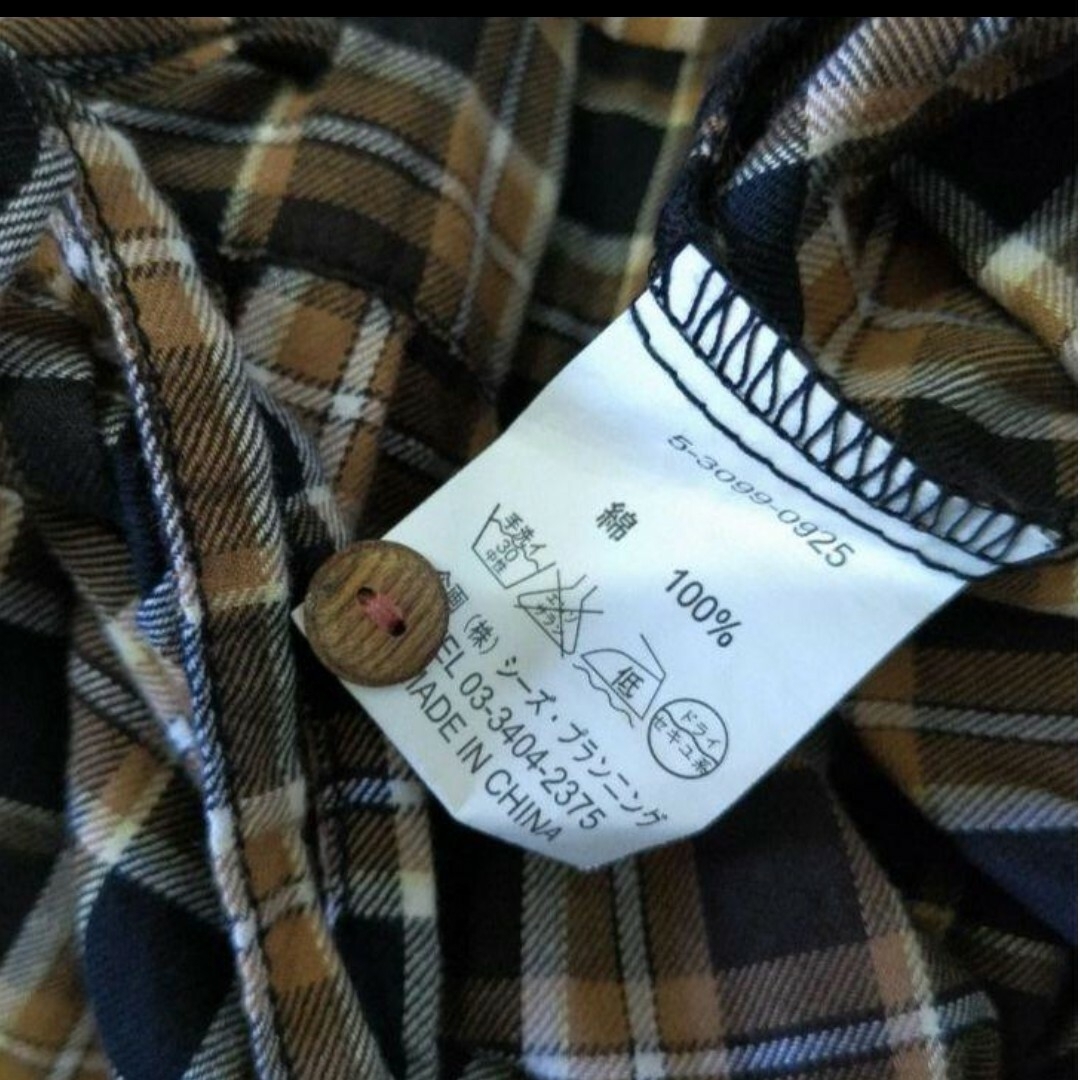 5-3099-0925
綿 100%
手洗イ
30
中性
エンソ
サラシ
低
ドライ
セキユ系
企画 (株) シーズ・プランニング
TEL 03-3404-2375
MADE IN CHINA